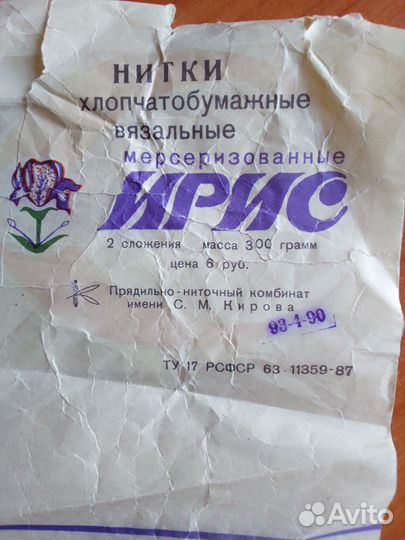 НИТКИ
хлопчатобумажные
вязальные
мерсеризованные
ИРИС
2 сложения масса 300 грамм
цена 6 руб.
Прядильно-ниточный комбинат
имени С. М. Кирова
93-4-90
ТУ 17 РСФСР 63-11359-87
Avito